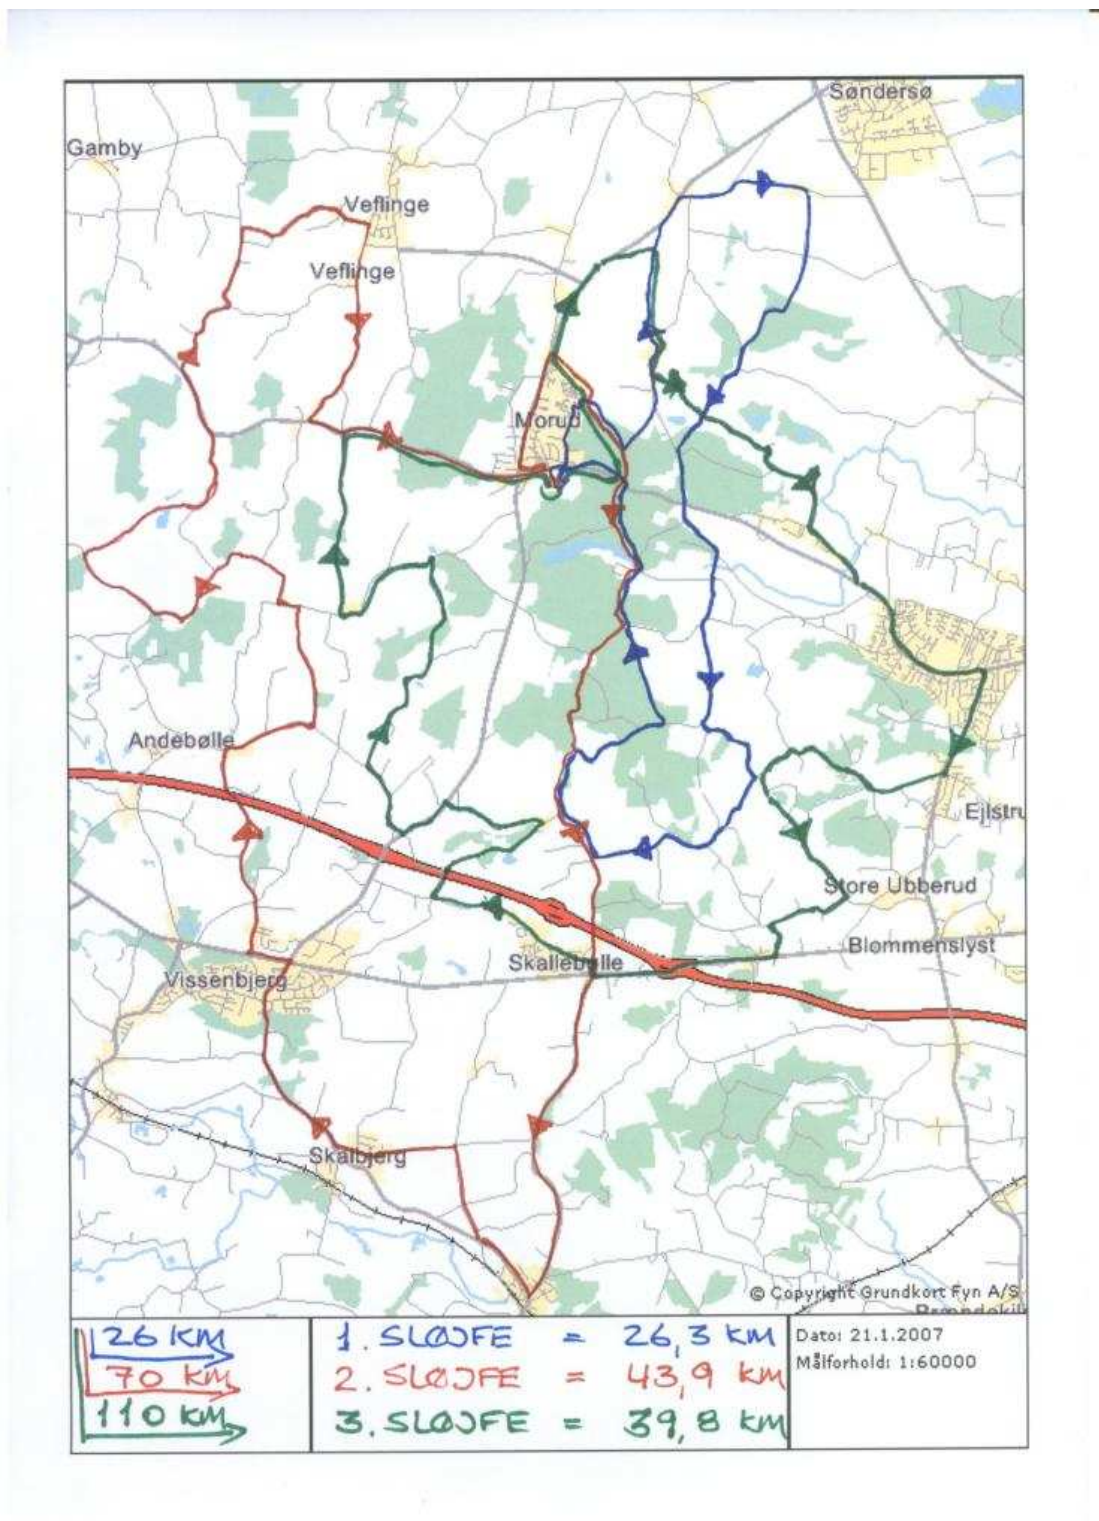 Søndersø
Gamby
Veflinge
Veflinge
Morud
Andebølle
Ejlstru
Store Ubberud
Blommenslyst
Skallebølle
Vissenbjerg
Skalbjerg
© Copyright Grundkort Fyn A/S
26 KM
70 KM
110 KM
1. SLØJFE = 26,3 KM
2. SLØJFE = 43,9 KM
3. SLØJFE = 39,8 KM
Dato: 21.1.2007
Målforhold: 1:60000